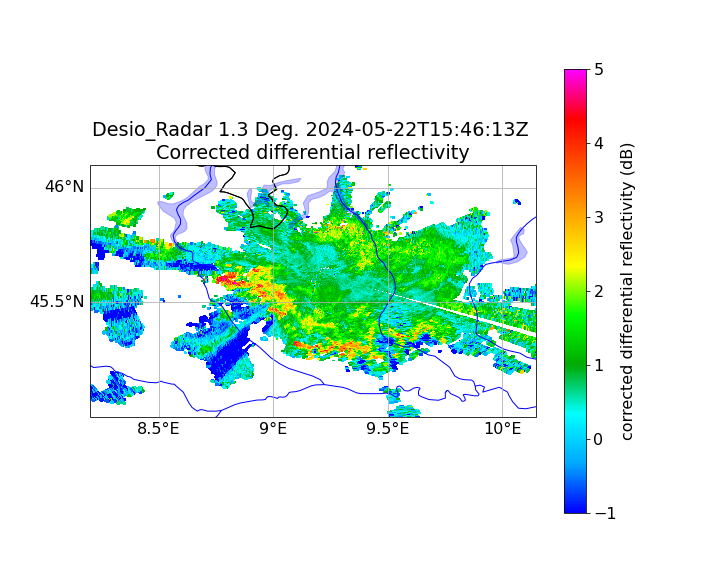 Desio_Radar 1.3 Deg. 2024-05-22T15:46:13Z
Corrected differential reflectivity
46°N
45.5°N
8.5°E
9°E
9.5°E
10°E
5
4
3
2
1
0
−1
corrected differential reflectivity (dB)